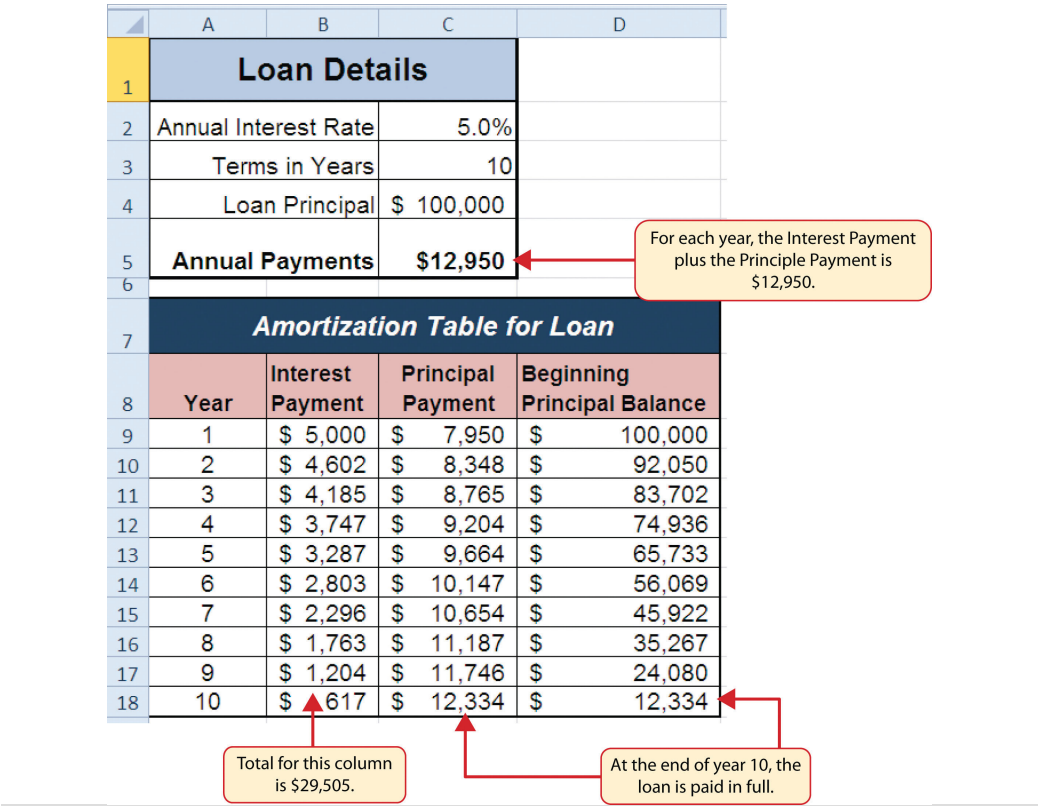 A B C D
1 Loan Details
2 Annual Interest Rate 5.0%
3 Terms in Years 10
4 Loan Principal $ 100,000
5 Annual Payments $12,950
For each year, the Interest Payment
plus the Principle Payment is
$12,950.
6
7 Amortization Table for Loan
Interest Principal Beginning
8 Year Payment Payment Principal Balance
9 1 $ 5,000 $ 7,950 $ 100,000
10 2 $ 4,602 $ 8,348 $ 92,050
11 3 $ 4,185 $ 8,765 $ 83,702
12 4 $ 3,747 $ 9,204 $ 74,936
13 5 $ 3,287 $ 9,664 $ 65,733
14 6 $ 2,803 $ 10,147 $ 56,069
15 7 $ 2,296 $ 10,654 $ 45,922
16 8 $ 1,763 $ 11,187 $ 35,267
17 9 $ 1,204 $ 11,746 $ 24,080
18 10 $ 617 $ 12,334 $ 12,334
Total for this column
is $29,505.
At the end of year 10, the
loan is paid in full.